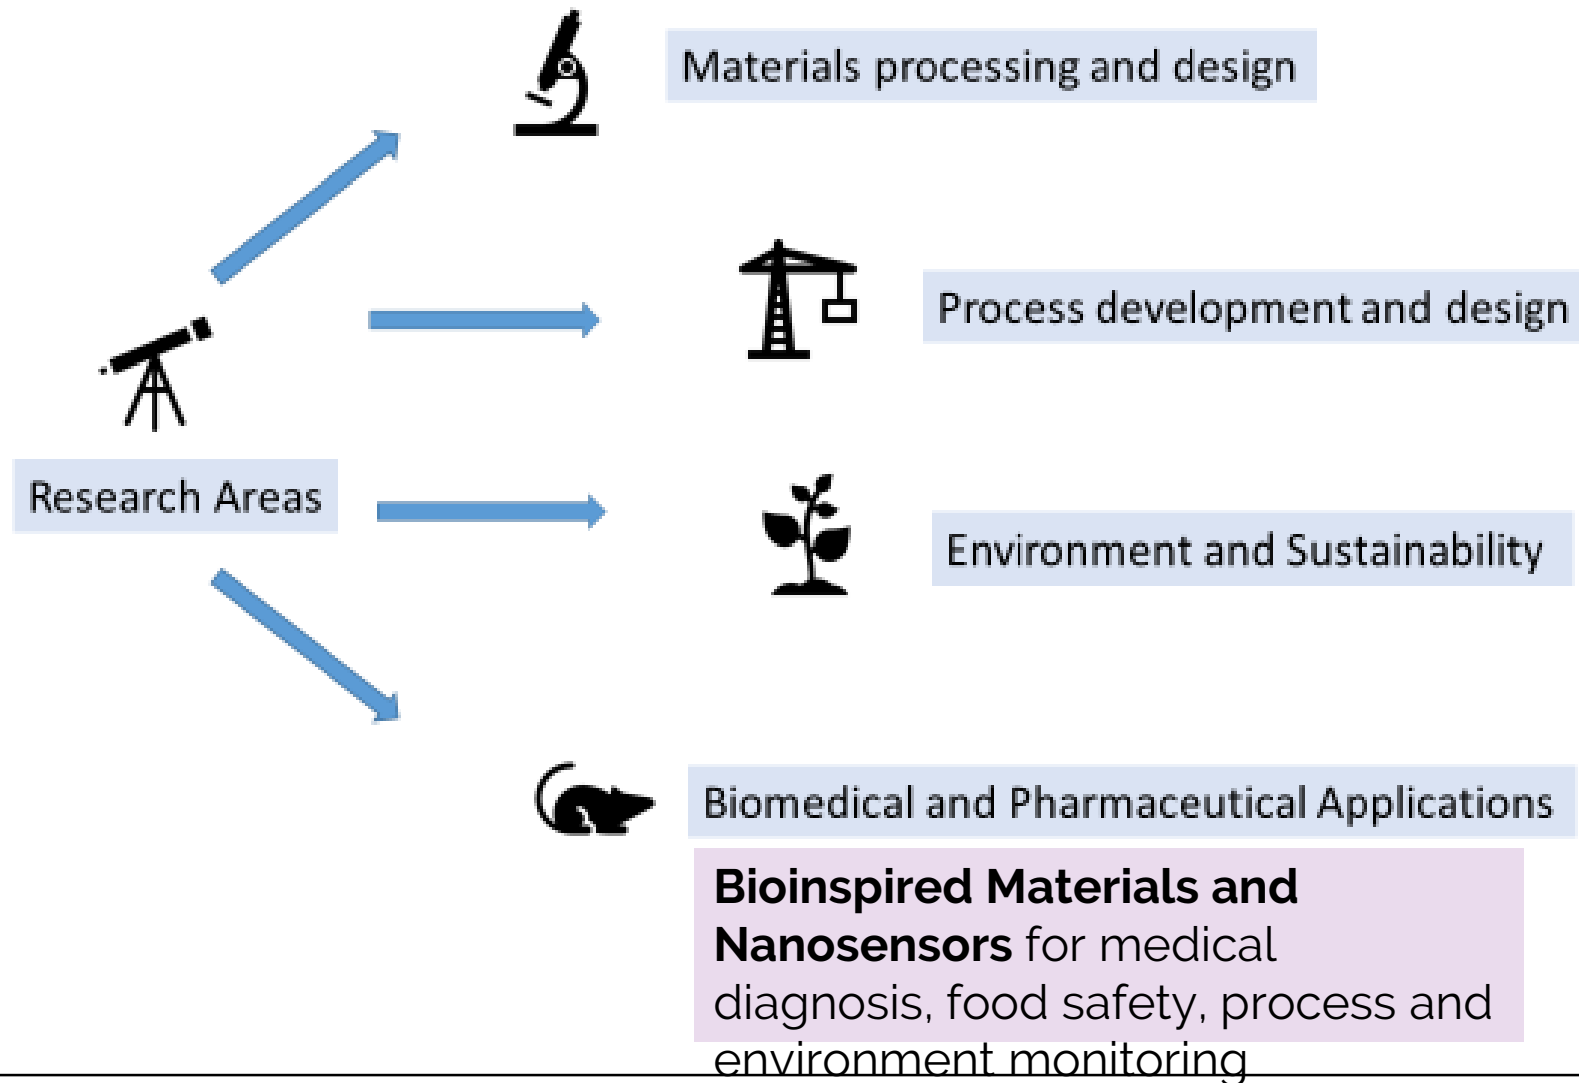 Materials processing and design
Process development and design
Research Areas
Environment and Sustainability
Biomedical and Pharmaceutical Applications
Bioinspired Materials and
Nanosensors for medical
diagnosis, food safety, process and
environment monitoring